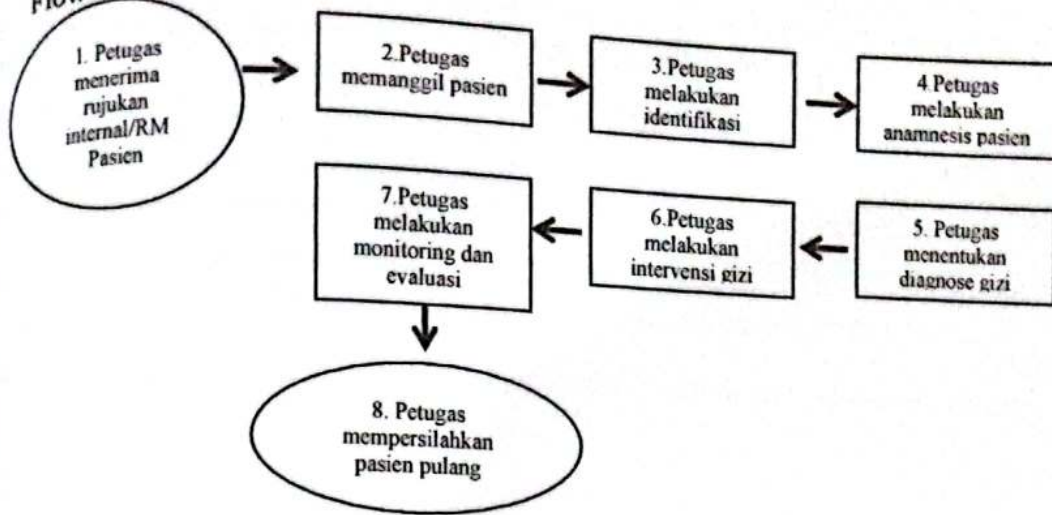 1. Petugas
menerima
rujukan
internal/RM
Pasien
2.Petugas
memanggil pasien
3.Petugas
melakukan
identifikasi
4.Petugas
melakukan
anamnesis pasien
5. Petugas
menentukan
diagnose gizi
6.Petugas
melakukan
intervensi gizi
7.Petugas
melakukan
monitoring dan
evaluasi
8. Petugas
mempersilahkan
pasien pulang